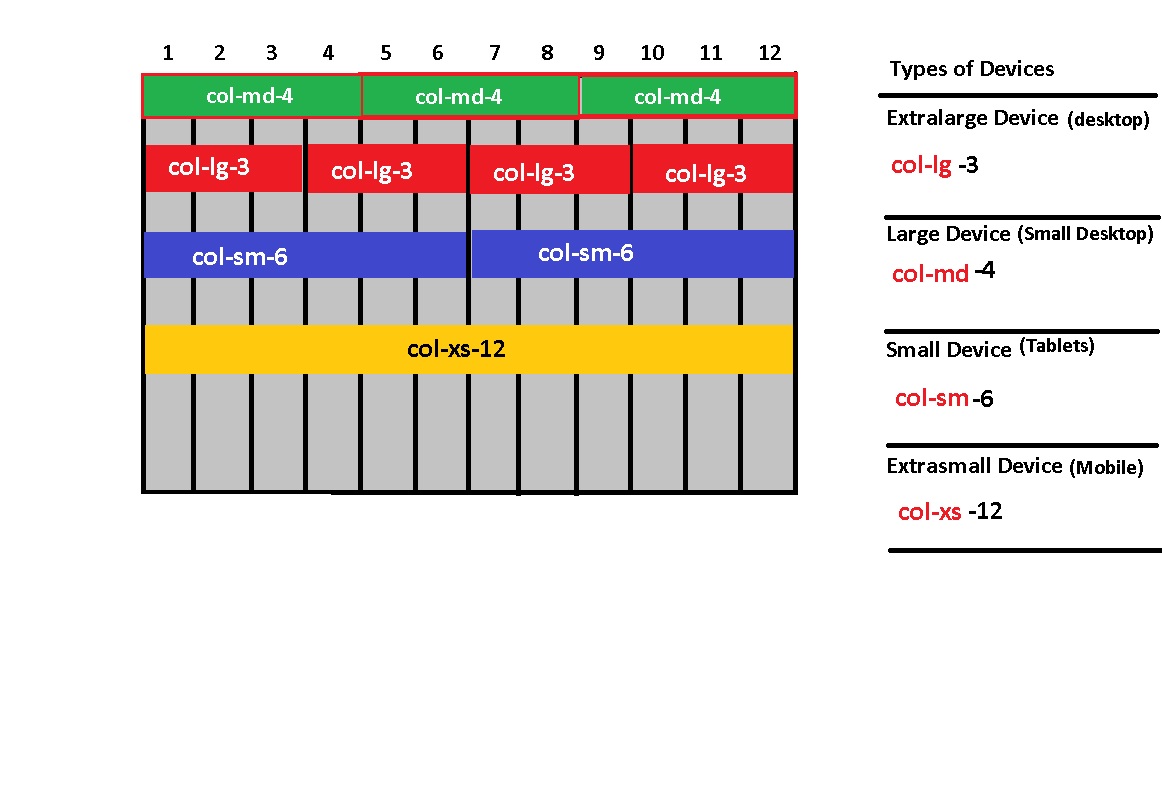 1 2 3 4 5 6 7 8 9 10 11 12
col-md-4 col-md-4 col-md-4
col-lg-3 col-lg-3 col-lg-3 col-lg-3
col-sm-6 col-sm-6
col-xs-12
Types of Devices
Extralarge Device (desktop)
col-lg -3
Large Device (Small Desktop)
col-md -4
Small Device (Tablets)
col-sm -6
Extrasmall Device (Mobile)
col-xs -12